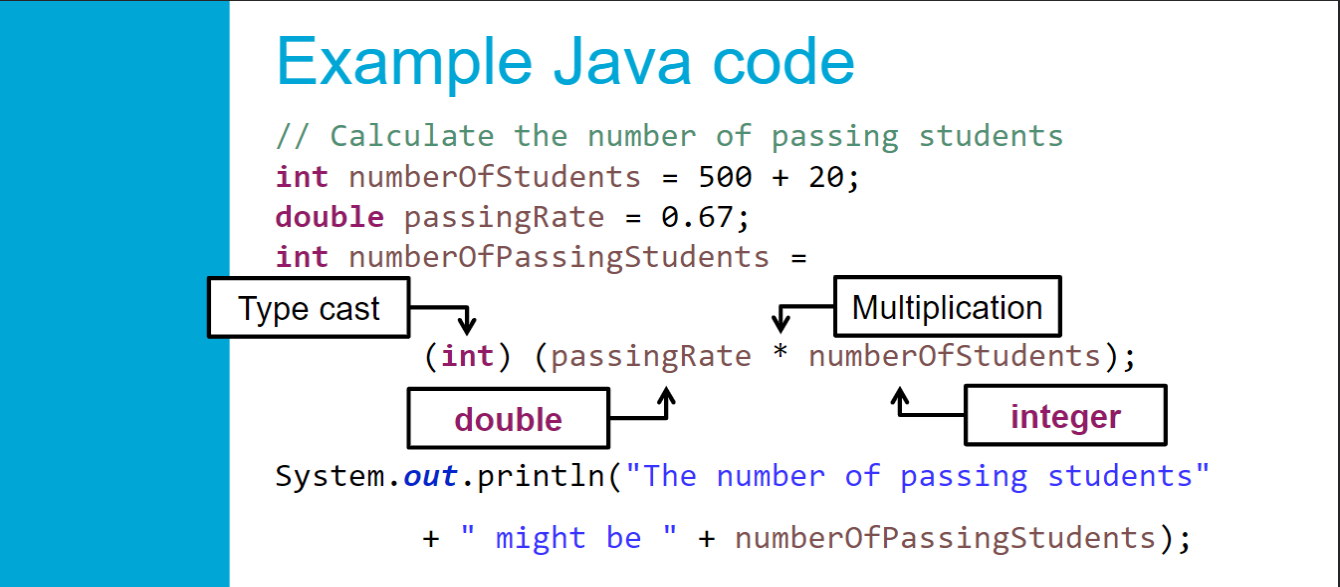 Example Java code
// Calculate the number of passing students
int numberOfStudents = 500 + 20;
double passingRate = 0.67;
int numberOfPassingStudents =
Type cast
Multiplication
(int) (passingRate * numberOfStudents);
double
integer
System.out.println("The number of passing students"
+ " might be " + numberOfPassingStudents);